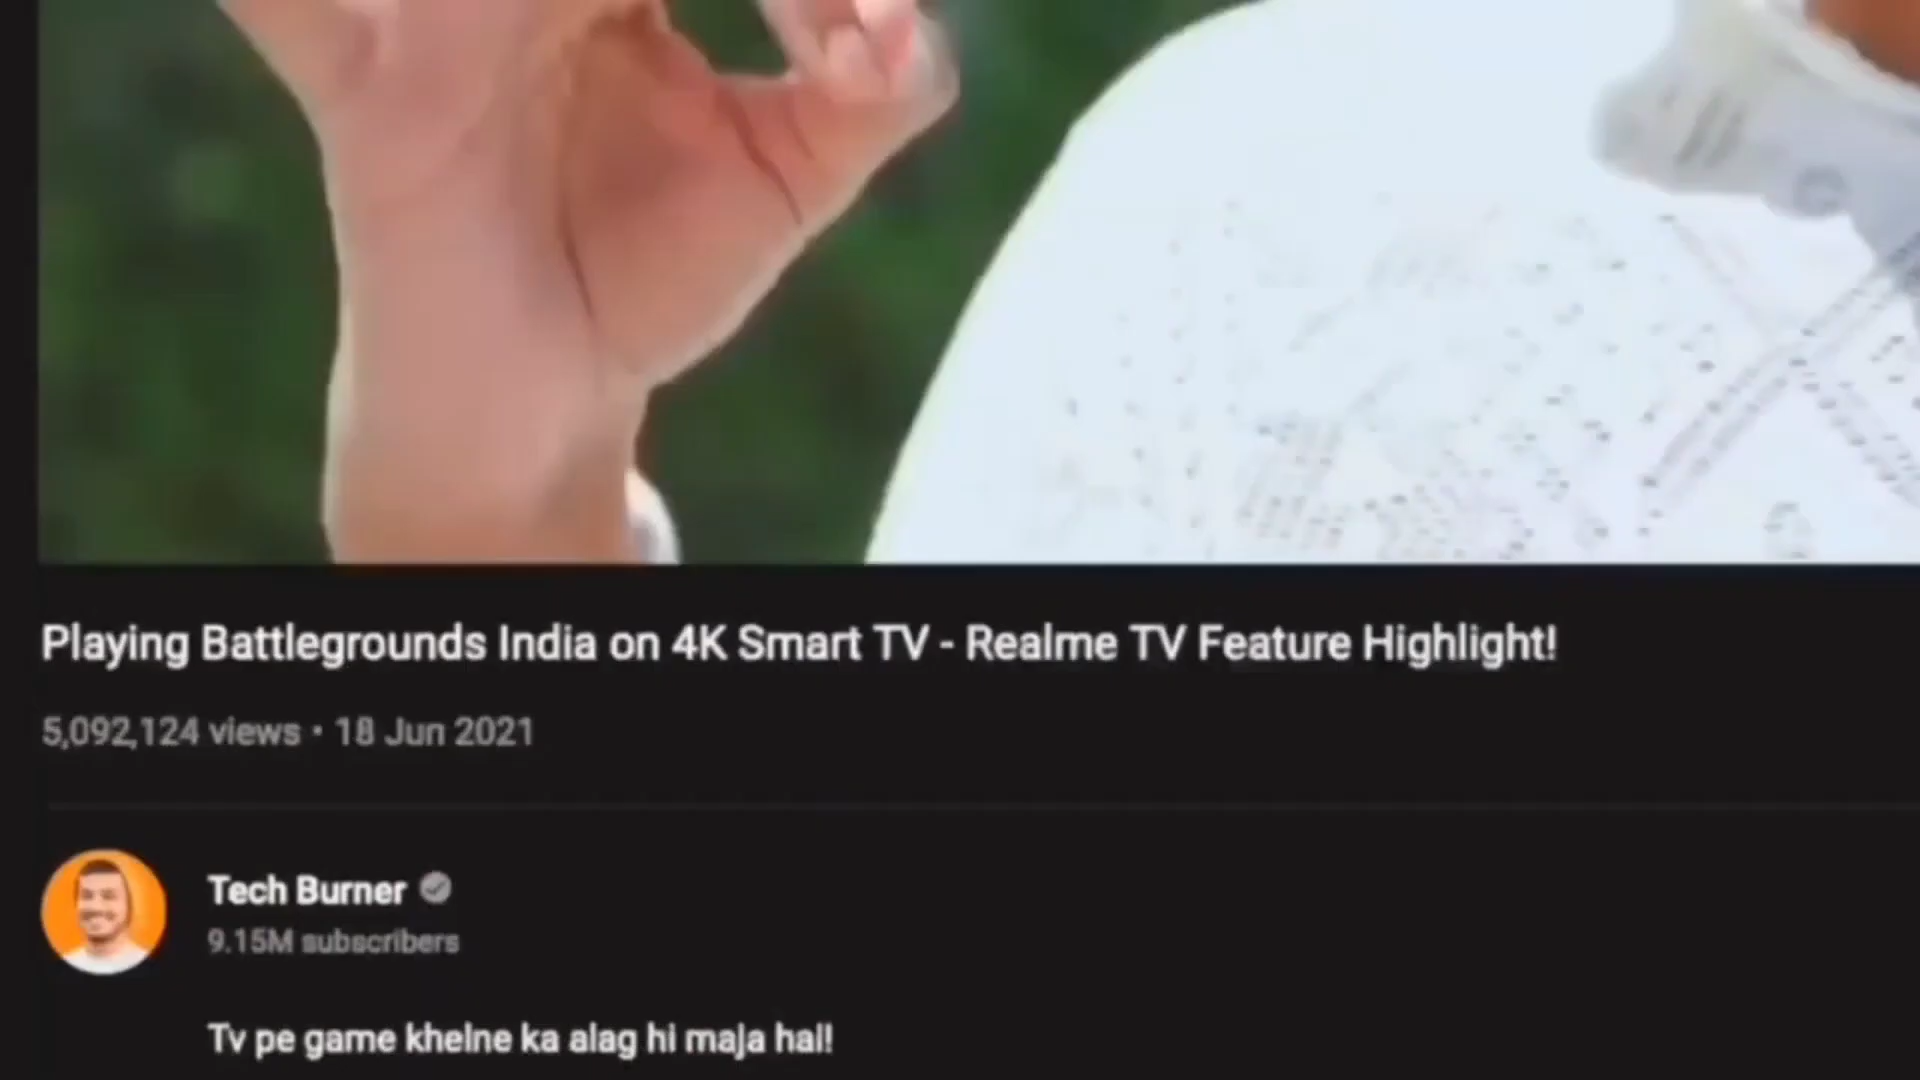 Playing Battlegrounds India on 4K Smart TV - Realme TV Feature Highlight!
5,092,124 views • 18 Jun 2021
Tech Burner
9.15M subscribers
Tv pe game khelne ka alag hi maja hai!